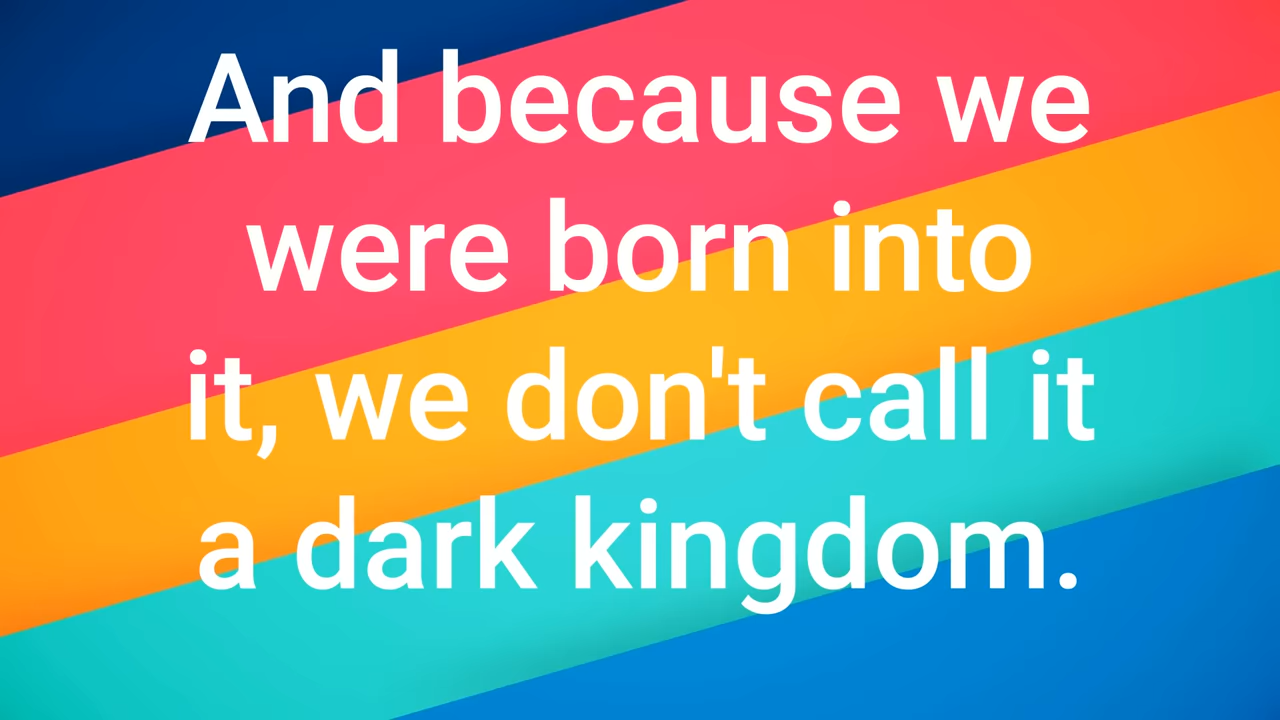 And because we
were born into
it, we don't call it
a dark kingdom.